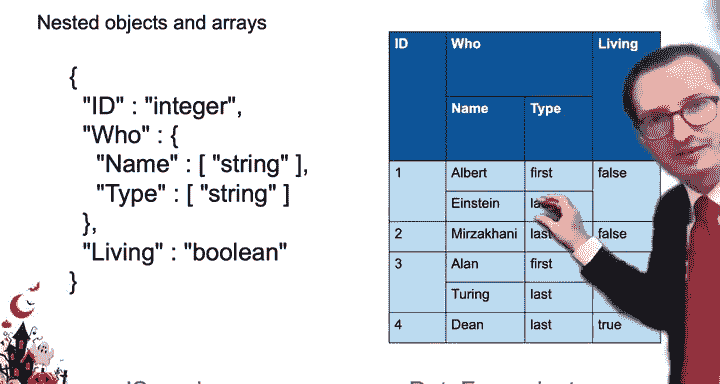 Nested objects and arrays
{
"ID" : "integer",
"Who" : {
"Name" : [ "string" ],
"Type" : [ "string" ]
},
"Living" : "boolean"
}
ID Who Living
Name Type
1 Albert first false
Einstein
2 Mirzakhani last false
3 Alan first
Turing last
4 Dean last true